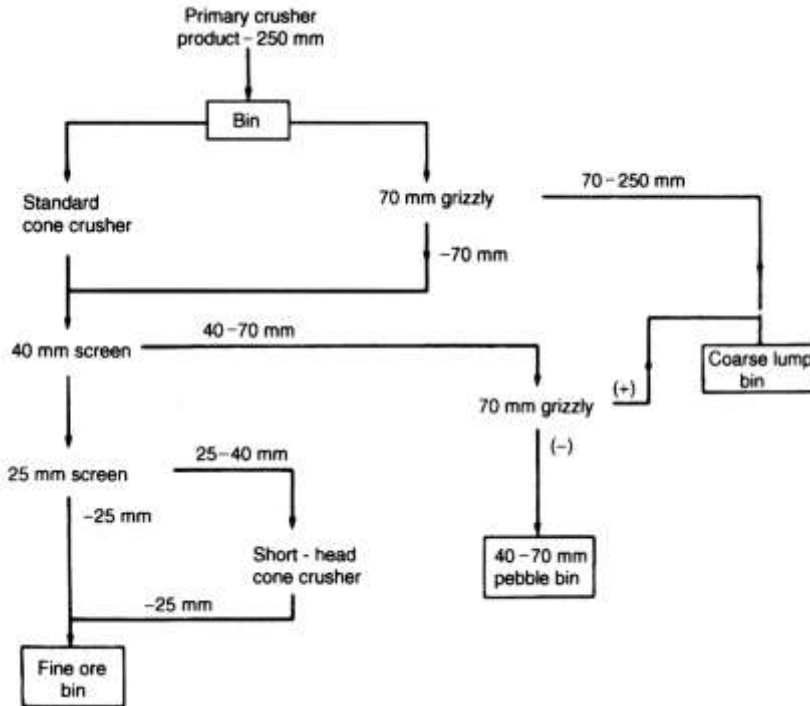 Primary crusher
product – 250 mm
Bin
Standard
cone crusher
70 mm grizzly
70 – 250 mm
–70 mm
40 mm screen
40 – 70 mm
Coarse lump
bin
70 mm grizzly
(+)
(–)
25 mm screen
25 – 40 mm
–25 mm
Short - head
cone crusher
40 – 70 mm
pebble bin
–25 mm
Fine ore
bin